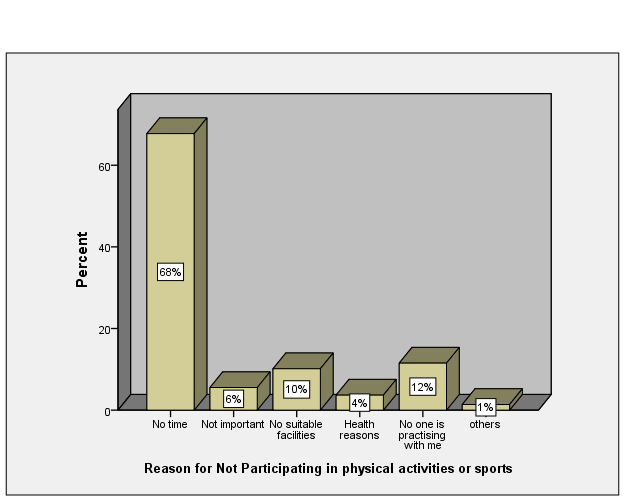 Percent
60
40
20
0
68%
6%
10%
4%
12%
1%
No time
Not important
No suitable
facilities
Health
reasons
No one is
practising
with me
others
Reason for Not Participating in physical activities or sports